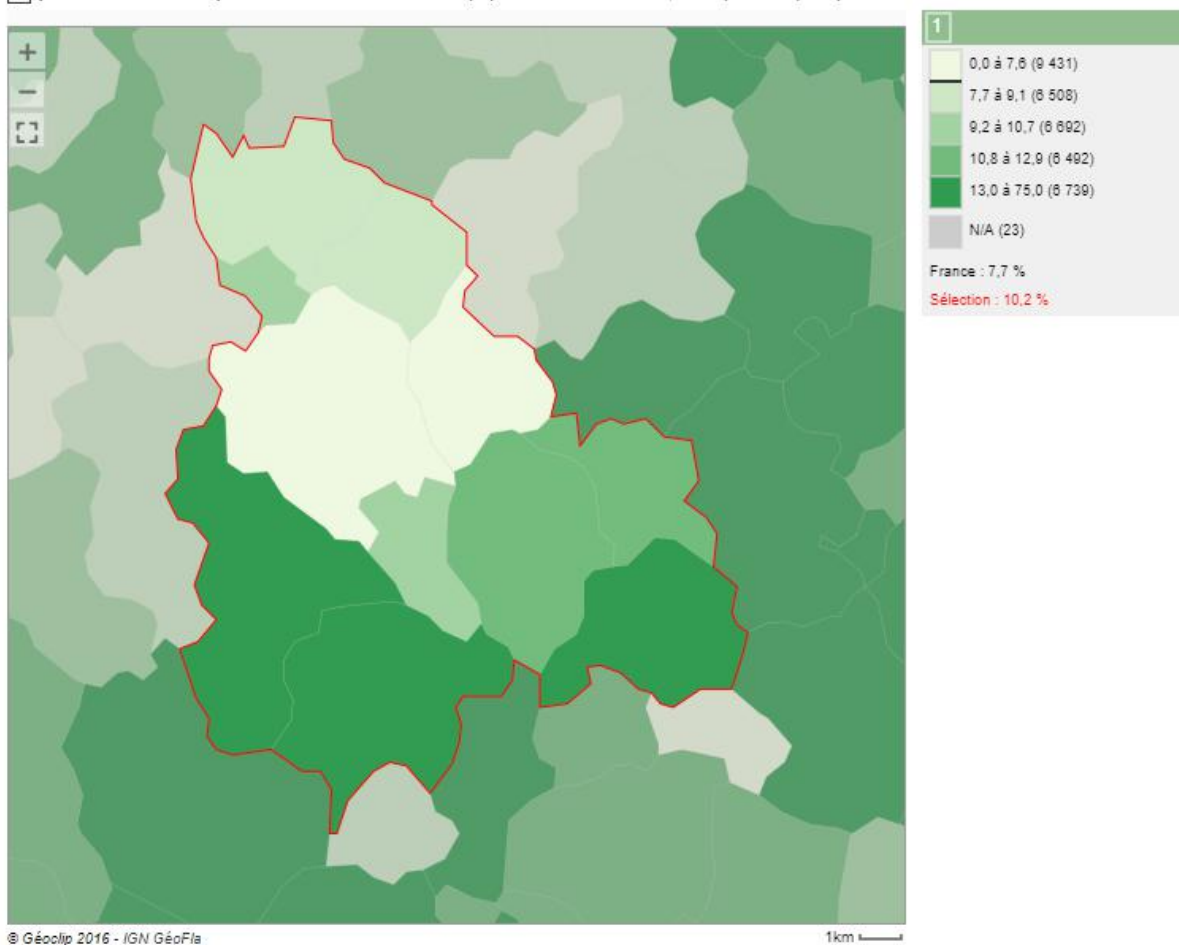 +
1
−
0,0 à 7,6 (9 431)
7,7 à 9,1 (6 508)
9,2 à 10,7 (6 692)
10,8 à 12,9 (6 492)
13,0 à 75,0 (6 739)
N/A (23)
France : 7,7 %
Sélection : 10,2 %
© Géoclip 2016 - IGN GéoFla
1km